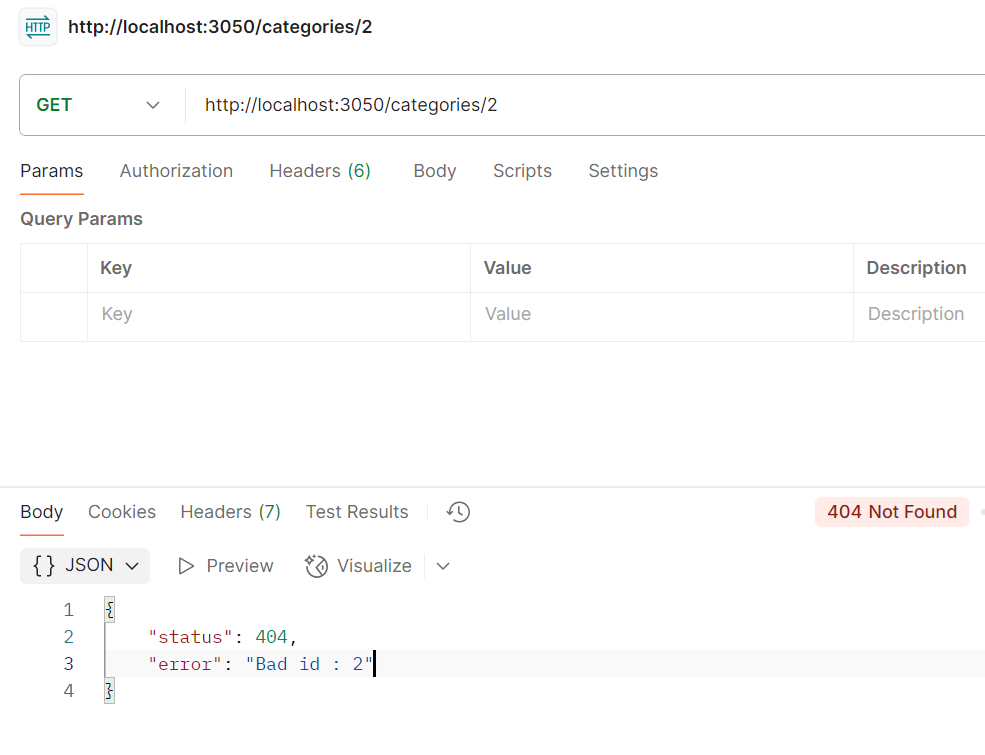 HTTP http://localhost:3050/categories/2
GET http://localhost:3050/categories/2
Params Authorization Headers (6) Body Scripts Settings
Query Params
Key Value Description
Key Value Description
Body Cookies Headers (7) Test Results 404 Not Found
{} JSON Preview Visualize
1 {
2 "status": 404,
3 "error": "Bad id : 2"
4 }